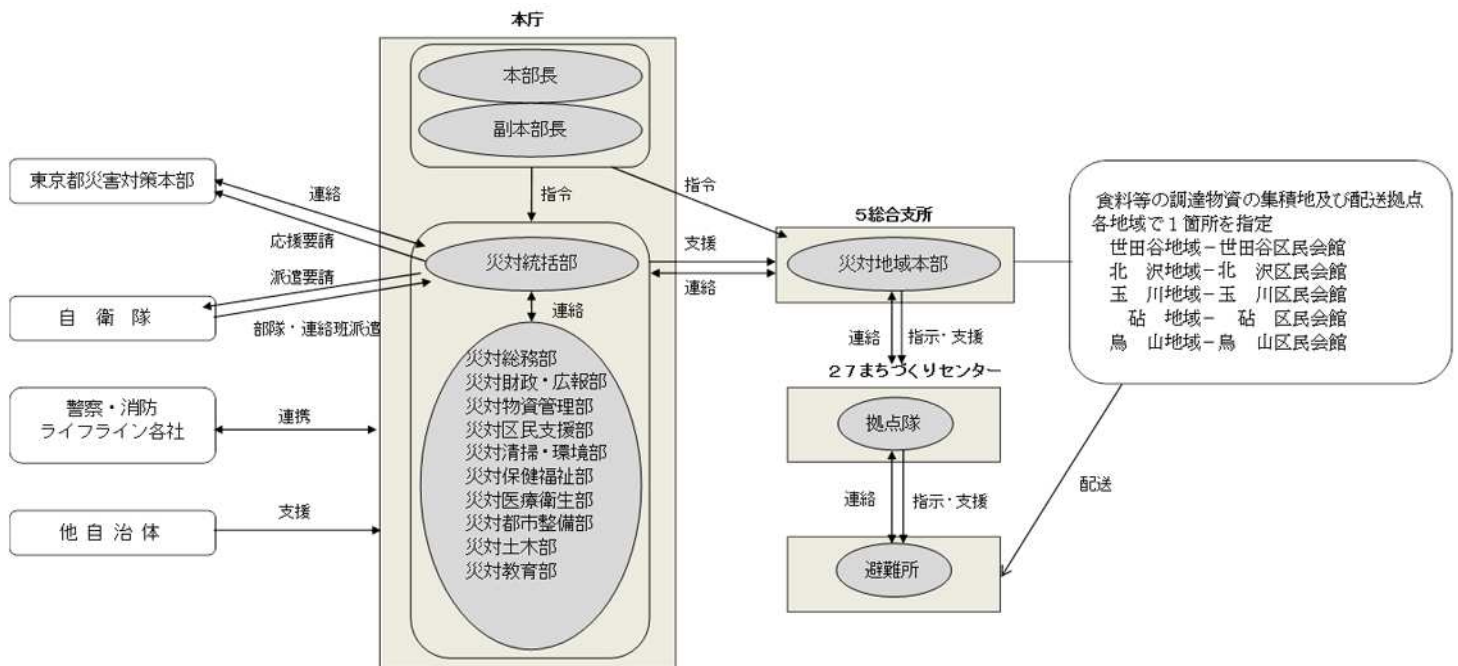 本庁
本部長
副本部長
指令
指令
東京都災害対策本部
連絡
応援要請
派遣要請
自 衛 隊
部隊・連絡班派遣
警察・消防
ライフライン各社
連携
他 自 治 体
支援
災対統括部
連絡
災対総務部
災対財政・広報部
災対物資管理部
災対区民支援部
災対清掃・環境部
災対保健福祉部
災対医療衛生部
災対都市整備部
災対土木部
災対教育部
支援
連絡
5総合支所
災対地域本部
連絡
指示・支援
27まちづくりセンター
拠点隊
連絡
指示・支援
避難所
食料等の調達物資の集積地及び配送拠点
各地域で1箇所を指定
世田谷地域－世田谷区民会館
北 沢地域－北 沢区民会館
玉 川地域－玉 川区民会館
砧 地域－ 砧 区民会館
烏 山地域－烏 山区民会館
配送